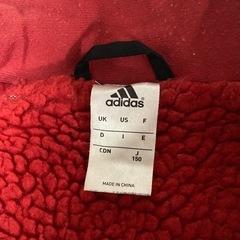 adidas
UK US F
D I E
CDN J
150
MADE IN CHINA